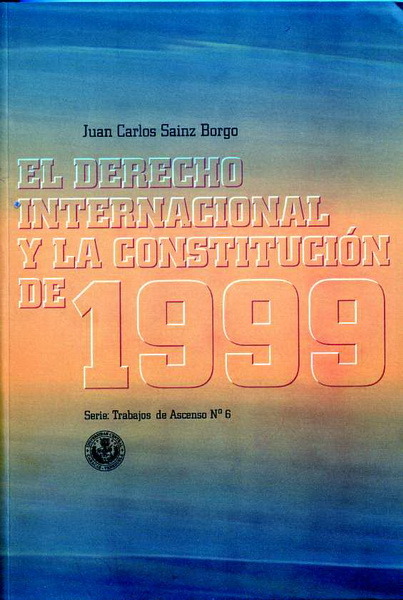 Juan Carlos Sainz Borgo
EL DERECHO
INTERNACIONAL
Y LA CONSTITUCIÓN
DE 1999
Serie: Trabajos de Ascenso Nº 6